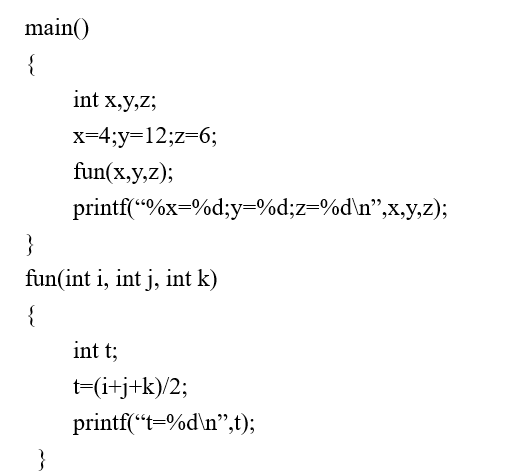 main()
{
int x,y,z;
x=4;y=12;z=6;
fun(x,y,z);
printf(“%x=%d;y=%d;z=%d\n”,x,y,z);
}
fun(int i, int j, int k)
{
int t;
t=(i+j+k)/2;
printf(“t=%d\n”,t);
}